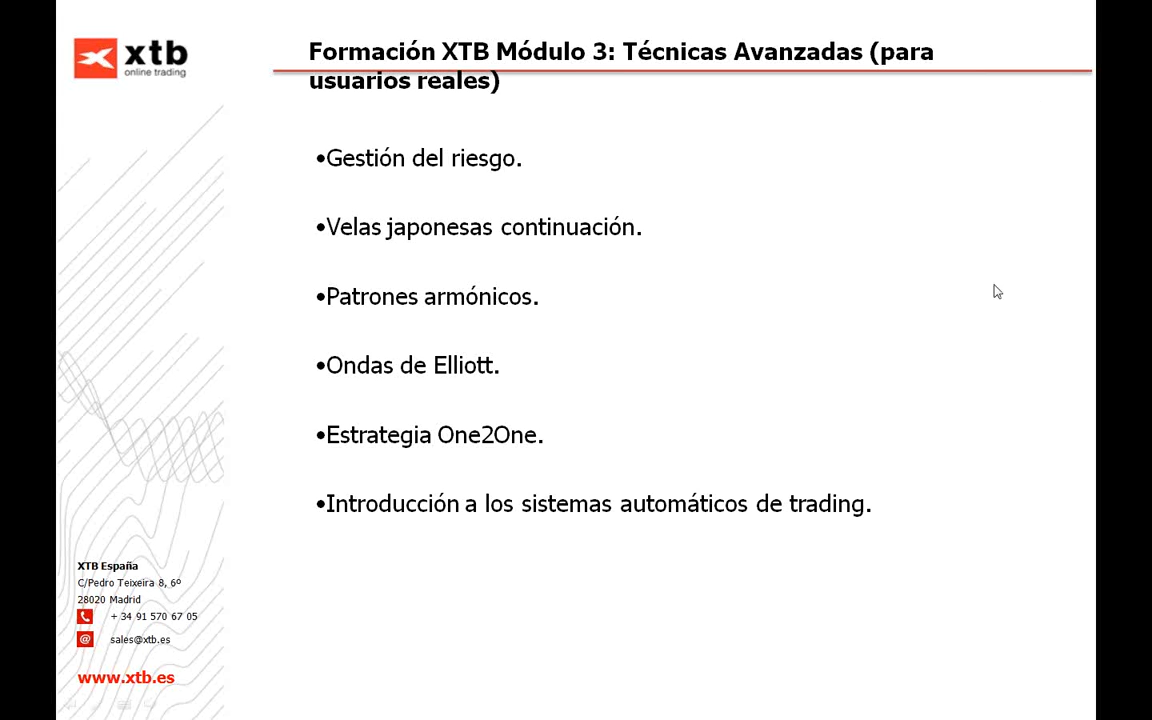 xtb
online trading
Formación XTB Módulo 3: Técnicas Avanzadas (para
usuarios reales)
•Gestión del riesgo.
•Velas japonesas continuación.
•Patrones armónicos.
•Ondas de Elliott.
•Estrategia One2One.
•Introducción a los sistemas automáticos de trading.
XTB España
C/Pedro Teixeira 8, 6º
28020 Madrid
+ 34 91 570 67 05
@ sales@xtb.es
www.xtb.es